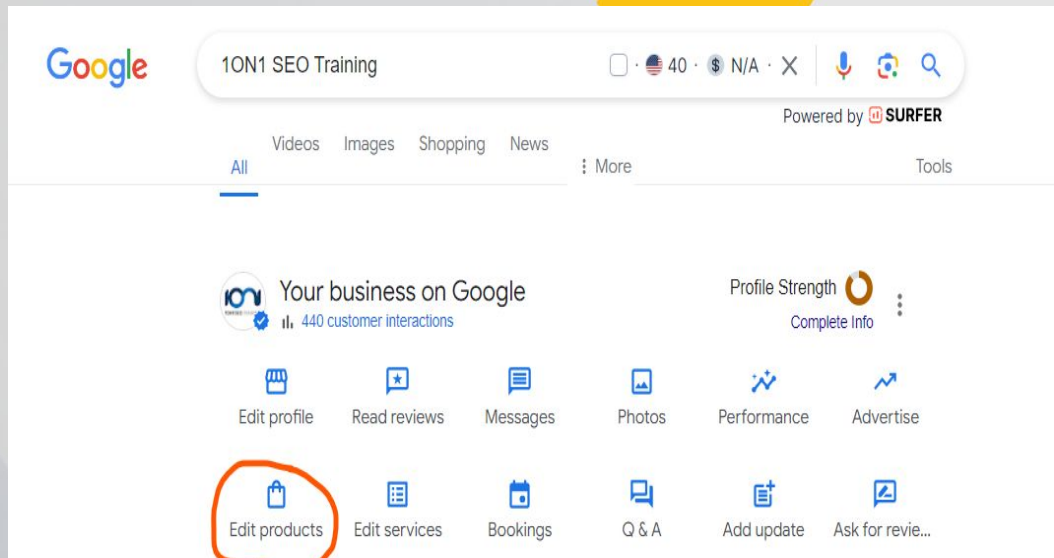 Google
1ON1 SEO Training
40 · $ N/A ·
Powered by SURFER
All Videos Images Shopping News
More Tools
1ON1
Your business on Google
440 customer interactions
Profile Strength
Complete Info
Edit profile Read reviews Messages Photos Performance Advertise
Edit products Edit services Bookings Q & A Add update Ask for revie...